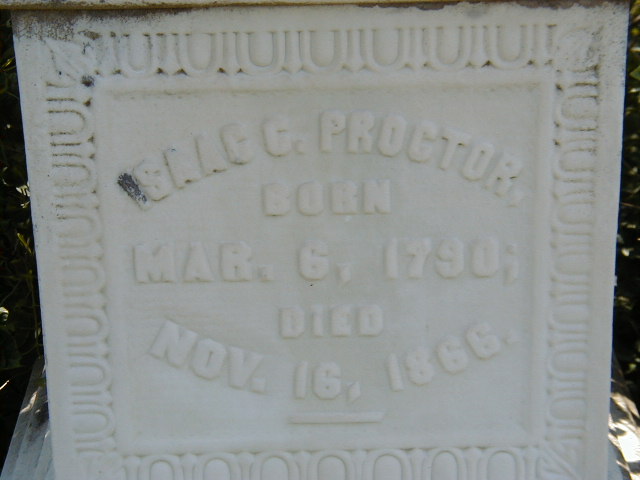 ISAAC C. PROCTOR,
BORN
MAR. 6, 1790;
DIED
NOV. 16, 1866.